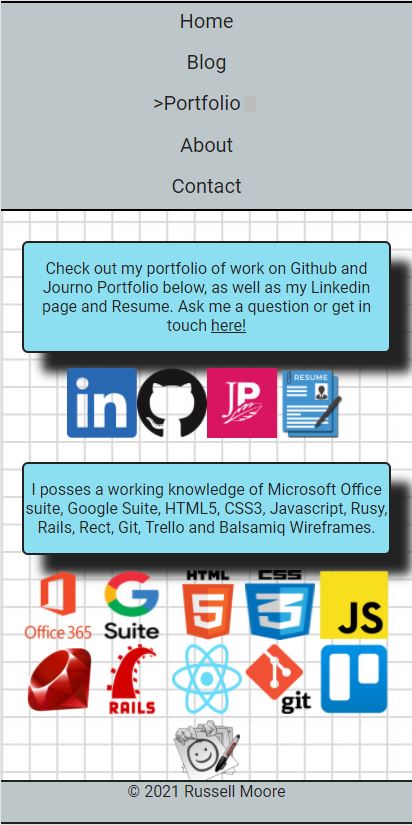 Home
Blog
>Portfolio
About
Contact
Check out my portfolio of work on Github and
Journo Portfolio below, as well as my Linkedin
page and Resume. Ask me a question or get in
touch here!
in
JP
RESUME
I posses a working knowledge of Microsoft Office
suite, Google Suite, HTML5, CSS3, Javascript, Rusy,
Rails, Rect, Git, Trello and Balsamiq Wireframes.
HTML
5
CSS
3
JS
Office 365
G
Suite
RAILS
git
© 2021 Russell Moore